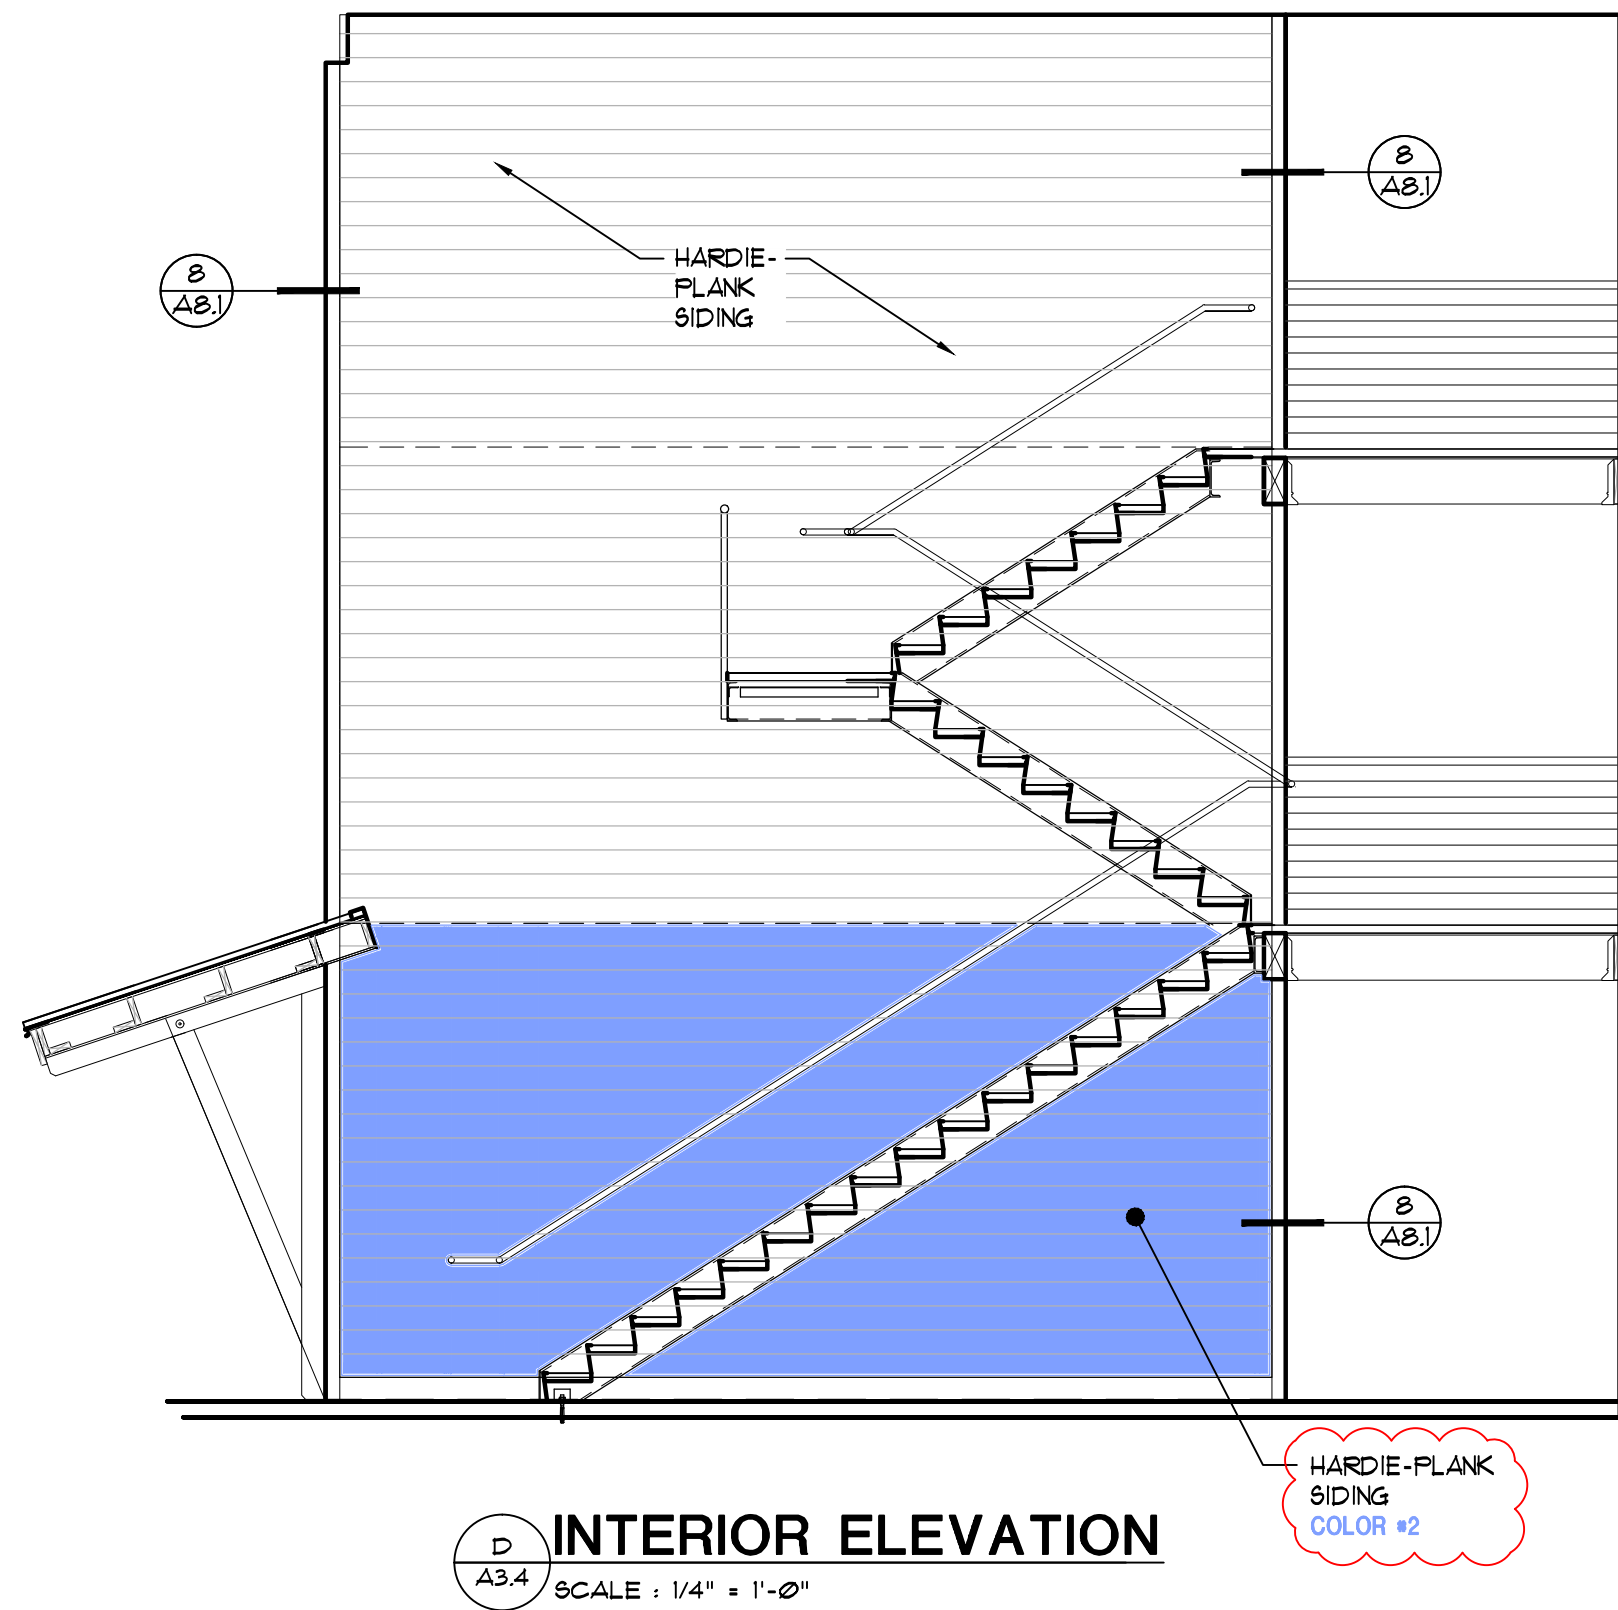 8
A8.1
HARDIE-
PLANK
SIDING
8
A8.1
8
A8.1
HARDIE-PLANK
SIDING
COLOR #2
D
A3.4
INTERIOR ELEVATION
SCALE : 1/4" = 1'-0"